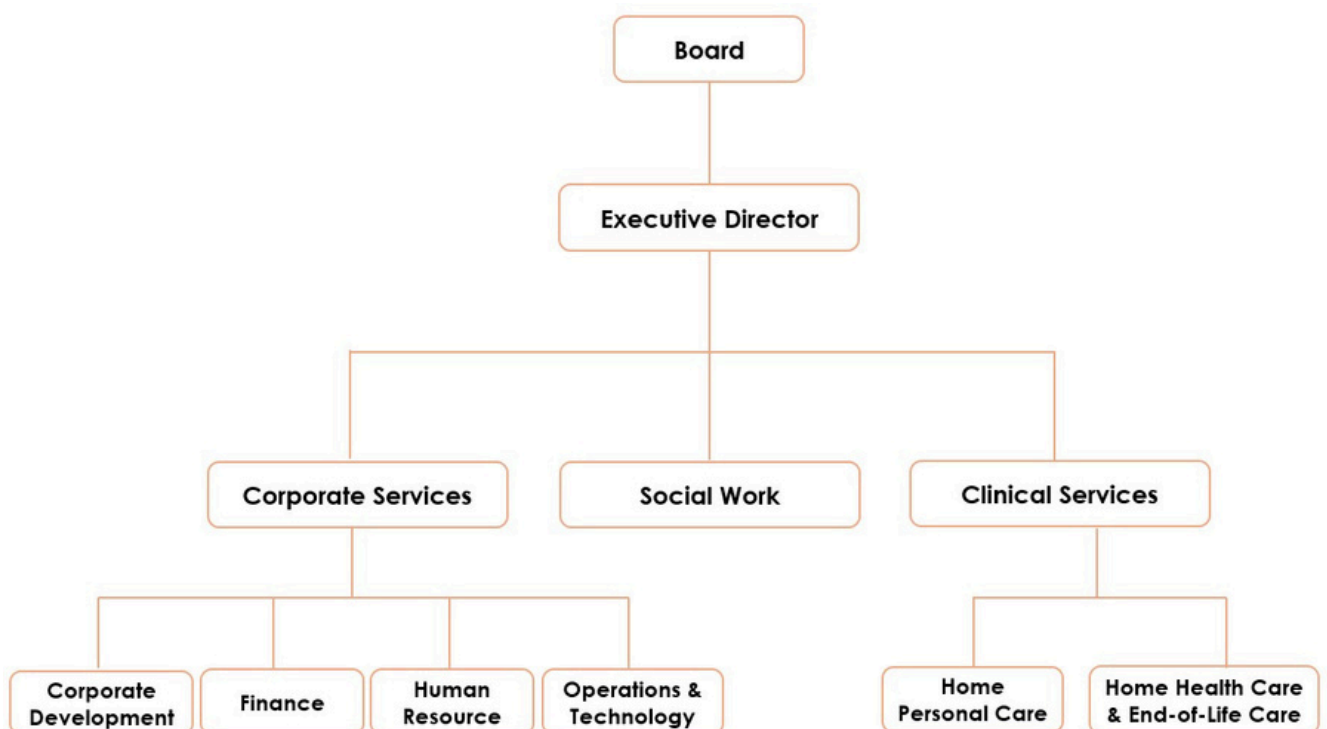 Board
Executive Director
Corporate Services
Social Work
Clinical Services
Corporate
Development
Finance
Human
Resource
Operations &
Technology
Home
Personal Care
Home Health Care
& End-of-Life Care